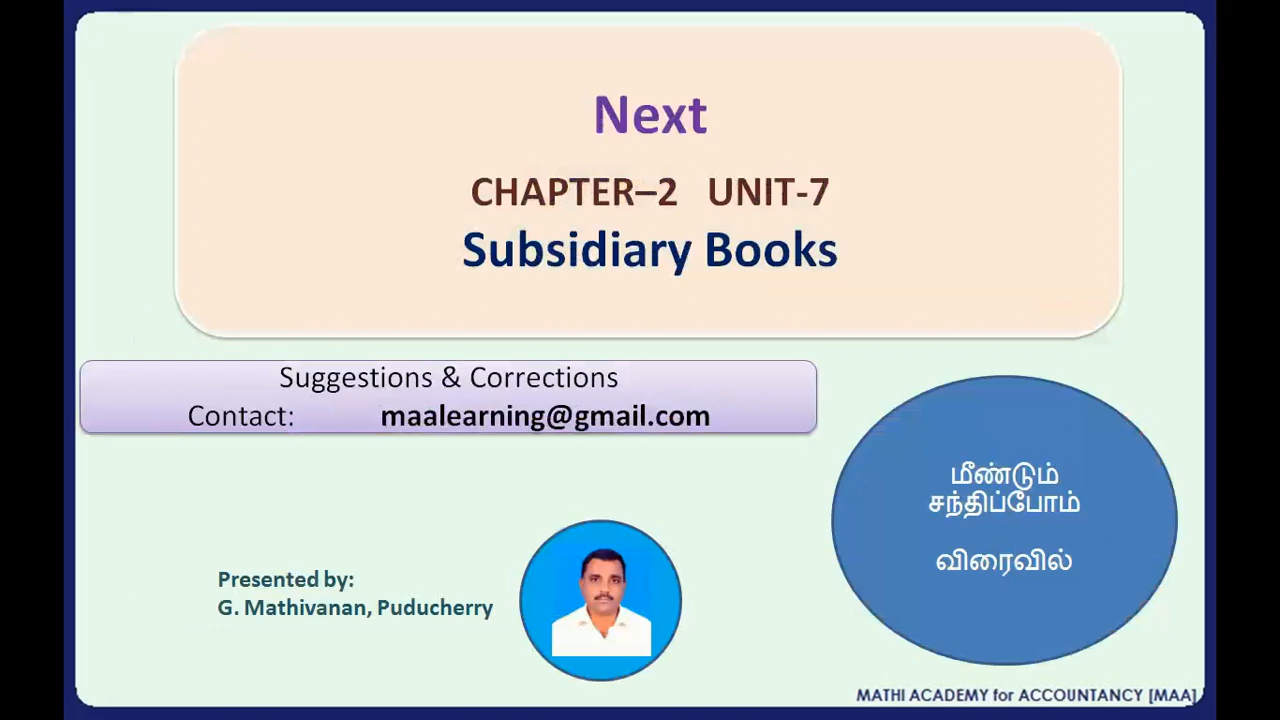 Next
CHAPTER–2 UNIT-7
Subsidiary Books
Suggestions & Corrections
Contact: maalearning@gmail.com
மீண்டும்
சந்திப்போம்
விரைவில்
Presented by:
G. Mathivanan, Puducherry
MATHI ACADEMY for ACCOUNTANCY [MAA]